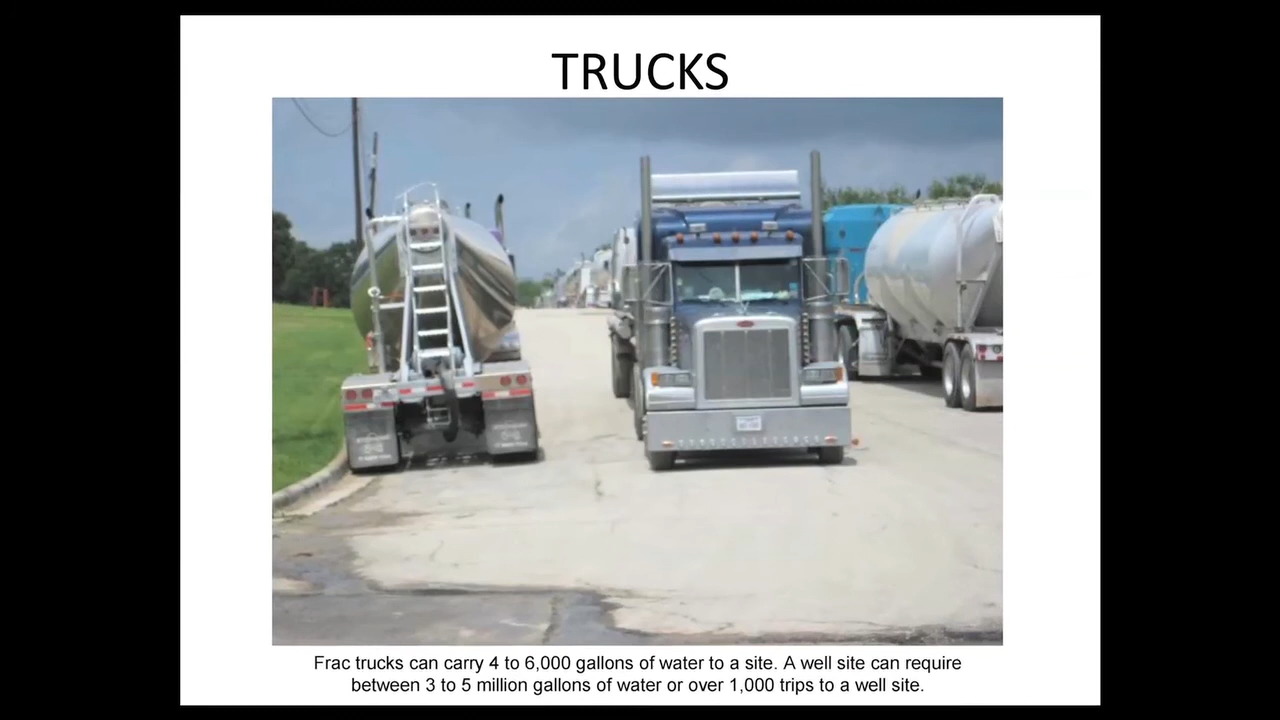 TRUCKS
Frac trucks can carry 4 to 6,000 gallons of water to a site. A well site can require
between 3 to 5 million gallons of water or over 1,000 trips to a well site.